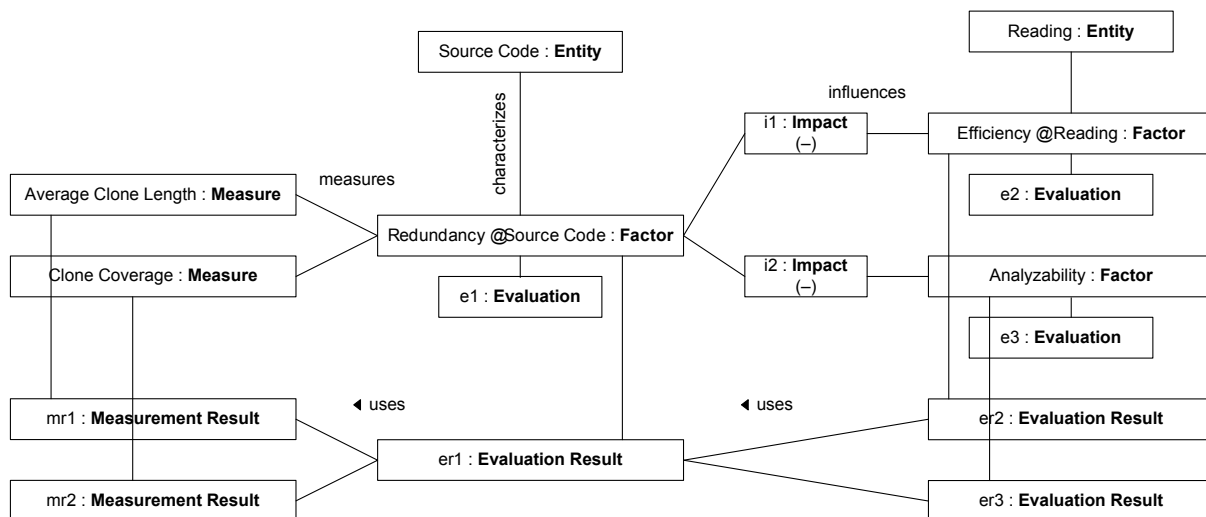 Reading : Entity
Source Code : Entity
influences
characterizes
i1 : Impact
(–)
Efficiency @Reading : Factor
measures
Average Clone Length : Measure
e2 : Evaluation
Redundancy @Source Code : Factor
Clone Coverage : Measure
i2 : Impact
(–)
Analyzability : Factor
e1 : Evaluation
e3 : Evaluation
◄ uses
◄ uses
mr1 : Measurement Result
er2 : Evaluation Result
er1 : Evaluation Result
mr2 : Measurement Result
er3 : Evaluation Result